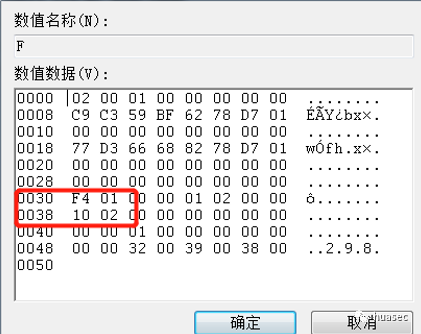 数值名称(N):
F
数值数据(V):
0000 02 00 01 00 00 00 00 00 ........
0008 C9 C3 59 BF 62 78 D7 01 ÉÃY¿bx×.
0010 00 00 00 00 00 00 00 00 ........
0018 77 D3 66 68 82 78 D7 01 wÓfh.x×.
0020 00 00 00 00 00 00 00 00 ........
0028 00 00 00 00 00 00 00 00 ........
0030 F4 01 00 00 01 02 00 00 ô.......
0038 10 02 00 00 00 00 00 00 ........
0040 00 00 01 00 00 00 00 00 ........
0048 00 00 32 00 39 00 38 00 ..2.9.8.
0050
确定 取消
huasec